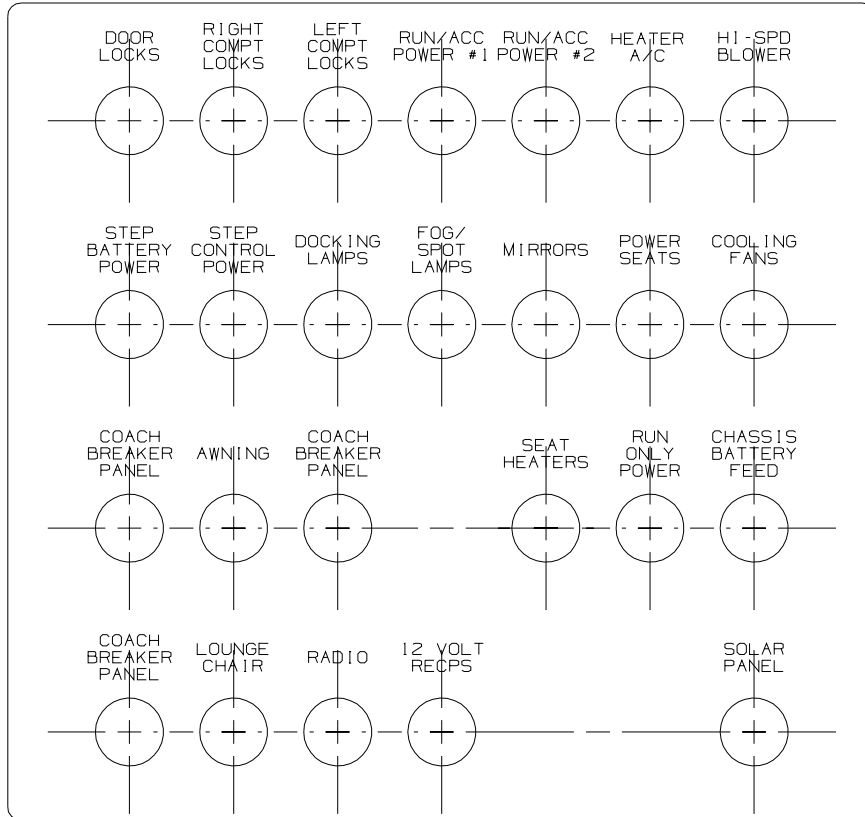 DOOR
LOCKS
RIGHT
COMPT
LOCKS
LEFT
COMPT
LOCKS
RUN/ACC
POWER #1
RUN/ACC
POWER #2
HEATER
A/C
HI-SPD
BLOWER
STEP
BATTERY
POWER
STEP
CONTROL
POWER
DOCKING
LAMPS
FOG/
SPOT
LAMPS
MIRRORS
POWER
SEATS
COOLING
FANS
COACH
BREAKER
PANEL
AWNING
COACH
BREAKER
PANEL
SEAT
HEATERS
RUN
ONLY
POWER
CHASSIS
BATTERY
FEED
COACH
BREAKER
PANEL
LOUNGE
CHAIR
RADIO
12 VOLT
RECPS
SOLAR
PANEL